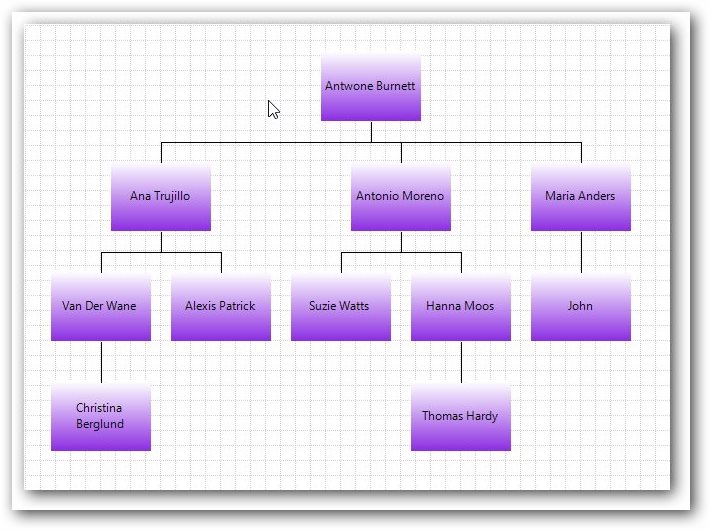 Antwone Burnett
Ana Trujillo
Antonio Moreno
Maria Anders
Van Der Wane
Alexis Patrick
Suzie Watts
Hanna Moos
John
Christina
Berglund
Thomas Hardy